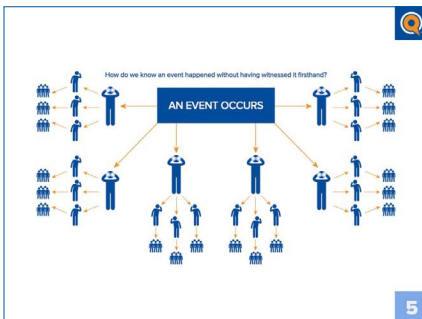 How do we know an event happened without having witnessed it firsthand?
AN EVENT OCCURS
5